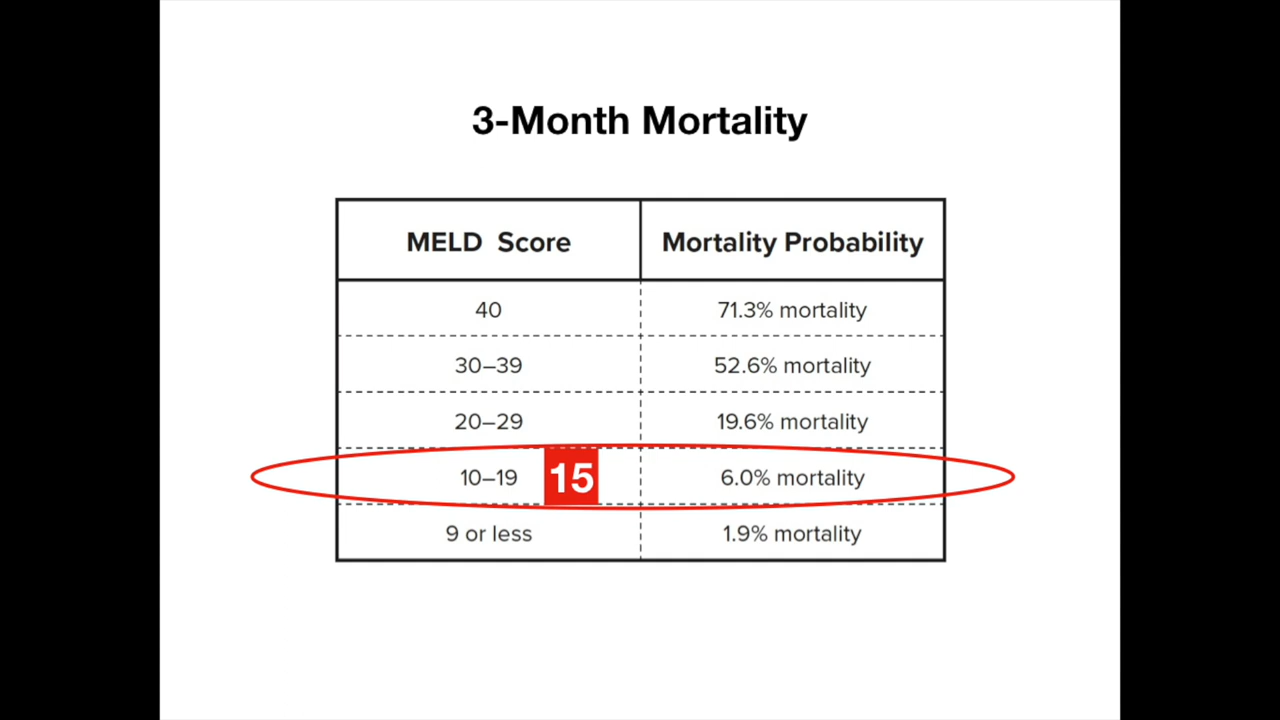 3-Month Mortality
MELD Score Mortality Probability
40 71.3% mortality
30–39 52.6% mortality
20–29 19.6% mortality
10–19 15 6.0% mortality
9 or less 1.9% mortality